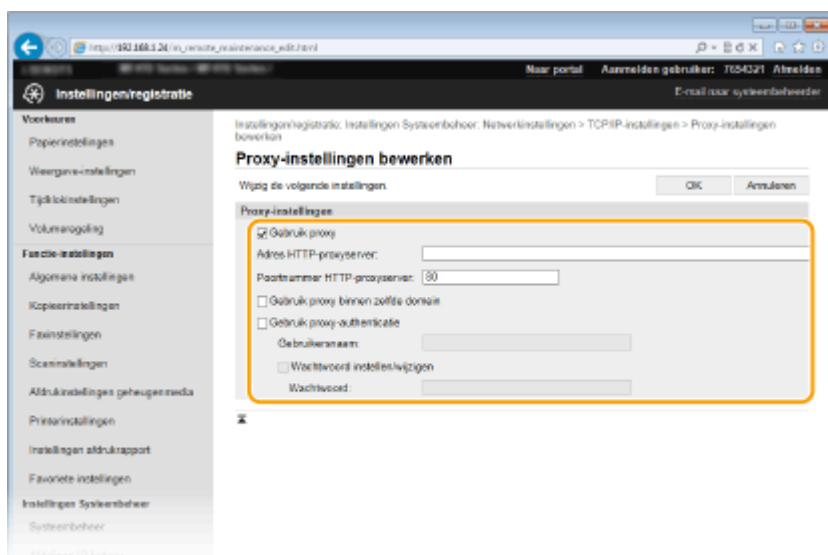 http://192.168.1.24/m_remote_maintenance_edit.html
Naar portal Aanmelden gebruiker: 7654321 Afmelden
Instellingen/registratie
E-mail naar systeembeheerder
Voorkeuren
Papierinstellingen
Weergave-instellingen
Tijdklokinstellingen
Volumeregeling
Functie-instellingen
Algemene instellingen
Kopieerinstellingen
Faxinstellingen
Scaninstellingen
Afdrukinstellingen geheugenmedia
Printerinstellingen
Instellingen afdrukrapport
Favoriete instellingen
Instellingen Systeembeheer
Systeembeheer
Instellingen/registratie: Instellingen Systeembeheer: Netwerkinstellingen > TCP/IP-instellingen > Proxy-instellingen
bewerken
Proxy-instellingen bewerken
Wijzig de volgende instellingen.
OK
Annuleren
Proxy-instellingen
Gebruik proxy
Adres HTTP-proxyserver:
Poortnummer HTTP-proxyserver: 80
Gebruik proxy binnen zelfde domein
Gebruik proxy-authenticatie
Gebruikersnaam:
Wachtwoord instellen/wijzigen
Wachtwoord: